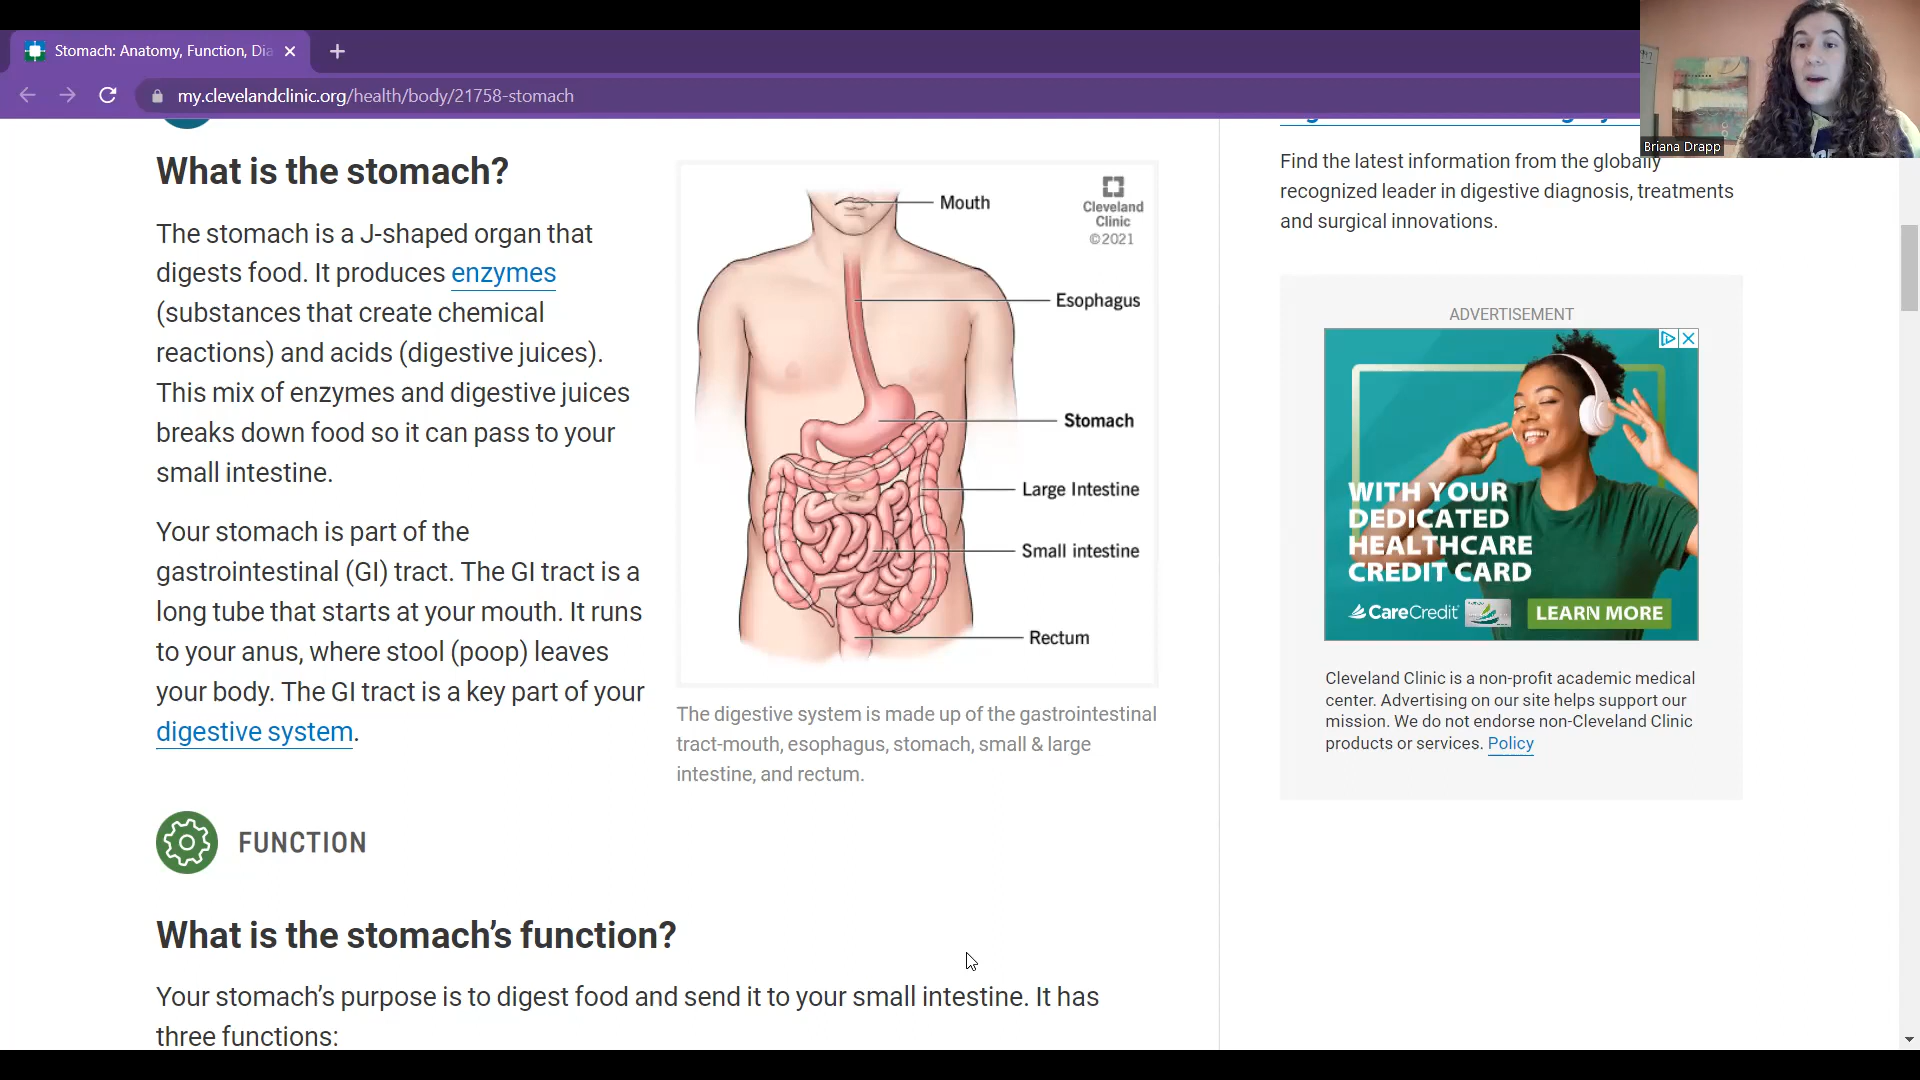 Stomach: Anatomy, Function, Dia
my.clevelandclinic.org/health/body/21758-stomach
Briana Drapp
What is the stomach?
The stomach is a J-shaped organ that
digests food. It produces enzymes
(substances that create chemical
reactions) and acids (digestive juices).
This mix of enzymes and digestive juices
breaks down food so it can pass to your
small intestine.
Your stomach is part of the
gastrointestinal (GI) tract. The GI tract is a
long tube that starts at your mouth. It runs
to your anus, where stool (poop) leaves
your body. The GI tract is a key part of your
digestive system.
Mouth
Cleveland
Clinic
©2021
Esophagus
Stomach
Large Intestine
Small intestine
Rectum
The digestive system is made up of the gastrointestinal
tract-mouth, esophagus, stomach, small & large
intestine, and rectum.
FUNCTION
What is the stomach’s function?
Your stomach’s purpose is to digest food and send it to your small intestine. It has
three functions:
Find the latest information from the globally
recognized leader in digestive diagnosis, treatments
and surgical innovations.
ADVERTISEMENT
WITH YOUR
DEDICATED
HEALTHCARE
CREDIT CARD
CareCredit
LEARN MORE
Cleveland Clinic is a non-profit academic medical
center. Advertising on our site helps support our
mission. We do not endorse non-Cleveland Clinic
products or services. Policy